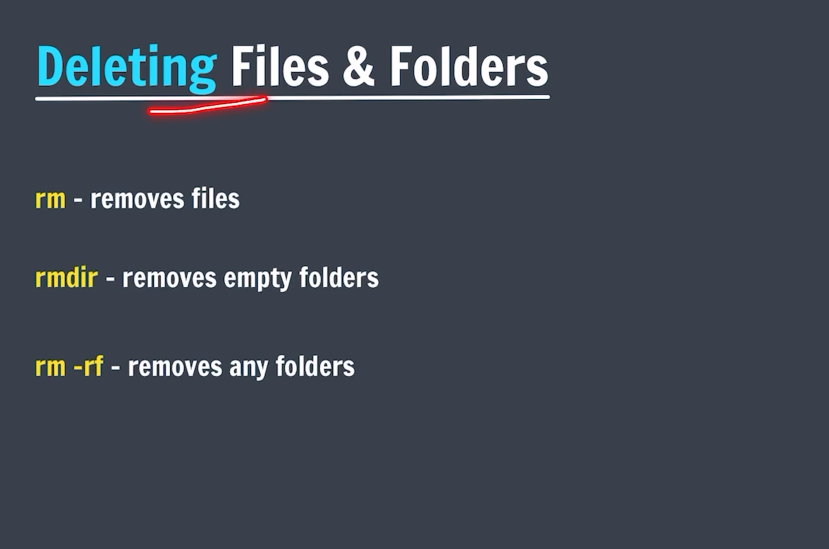 Deleting Files & Folders
rm - removes files
rmdir - removes empty folders
rm -rf - removes any folders